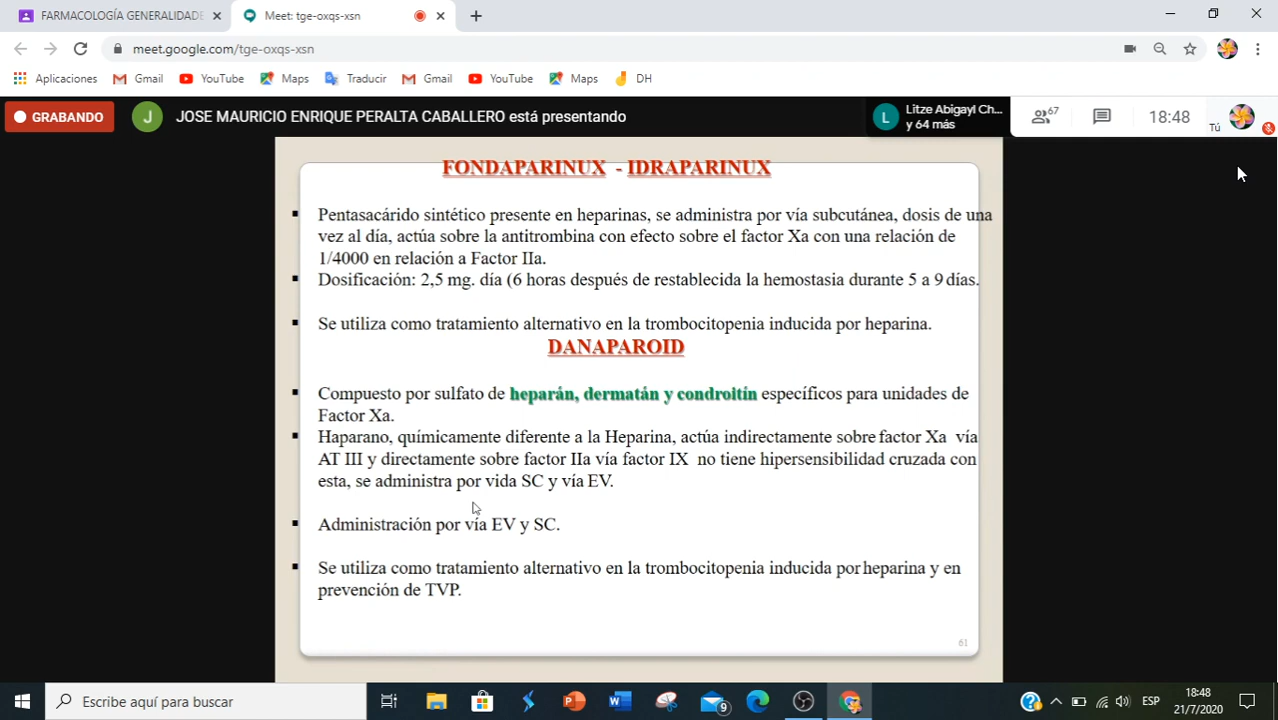 FARMACOLOGÍA GENERALIDADE
Meet: tge-oxqs-xsn
meet.google.com/tge-oxqs-xsn
Aplicaciones
Gmail
YouTube
Maps
Traducir
Gmail
YouTube
Maps
DH
GRABANDO
J
JOSE MAURICIO ENRIQUE PERALTA CABALLERO está presentando
L
Litze Abigayl Ch...
y 64 más
67
18:48
Tú
FONDAPARINUX - IDRAPARINUX
▪ Pentasacárido sintético presente en heparinas, se administra por vía subcutánea, dosis de una
vez al día, actúa sobre la antitrombina con efecto sobre el factor Xa con una relación de
1/4000 en relación a Factor IIa.
▪ Dosificación: 2,5 mg. día (6 horas después de restablecida la hemostasia durante 5 a 9 días.
▪ Se utiliza como tratamiento alternativo en la trombocitopenia inducida por heparina.
DANAPAROID
▪ Compuesto por sulfato de heparán, dermatán y condroitín específicos para unidades de
Factor Xa.
▪ Haparano, químicamente diferente a la Heparina, actúa indirectamente sobre factor Xa vía
AT III y directamente sobre factor IIa vía factor IX no tiene hipersensibilidad cruzada con
esta, se administra por vida SC y vía EV.
▪ Administración por vía EV y SC.
▪ Se utiliza como tratamiento alternativo en la trombocitopenia inducida por heparina y en
prevención de TVP.
61
Escribe aquí para buscar
9
ESP
18:48
21/7/2020